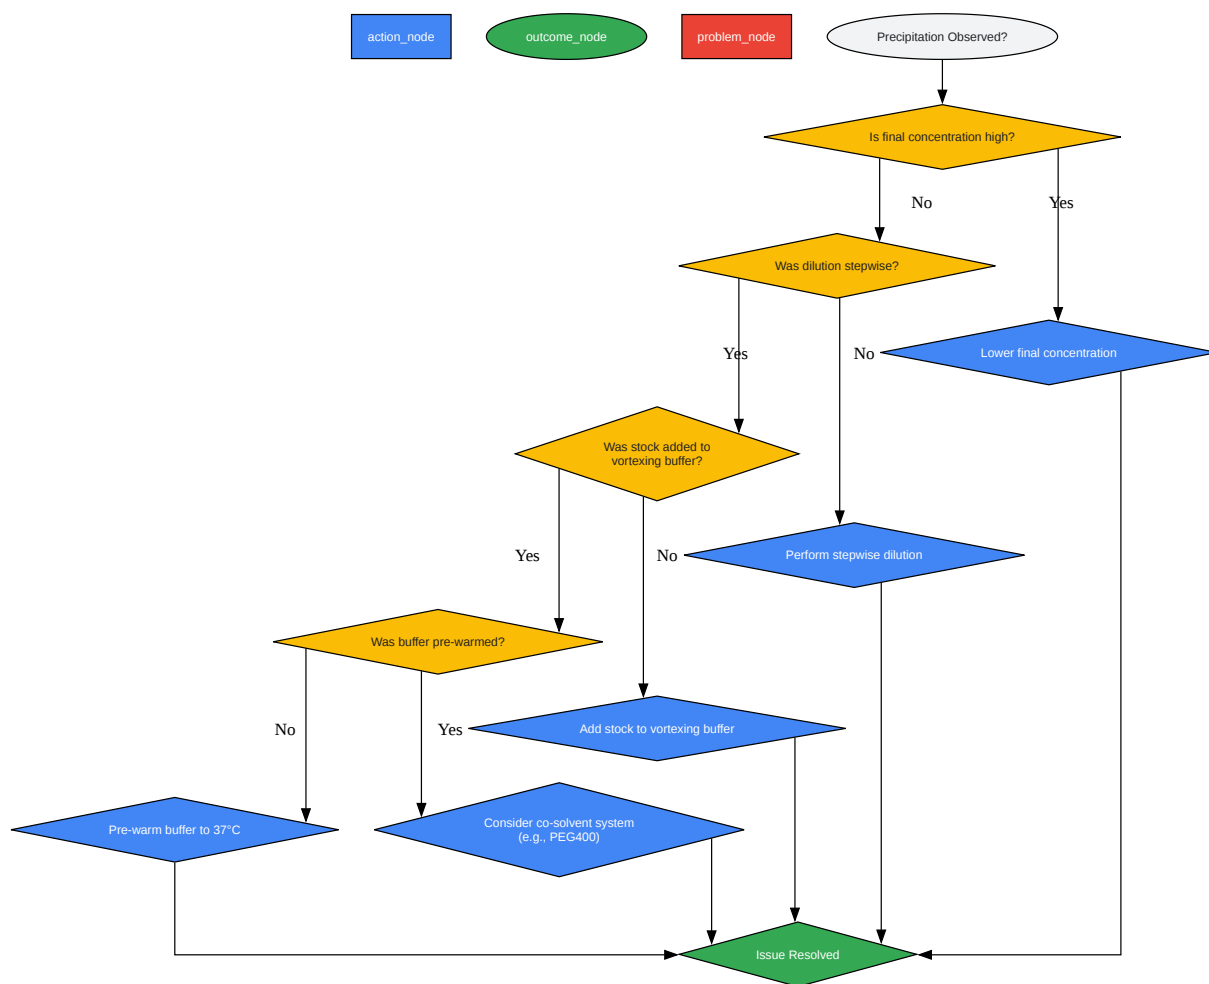 action_node
outcome_node
problem_node
Precipitation Observed?
Is final concentration high?
No
Yes
Was dilution stepwise?
Yes
No
Lower final concentration
Was stock added to
vortexing buffer?
Yes
No
Perform stepwise dilution
Was buffer pre-warmed?
No
Yes
Add stock to vortexing buffer
Pre-warm buffer to 37°C
Consider co-solvent system
(e.g., PEG400)
Issue Resolved